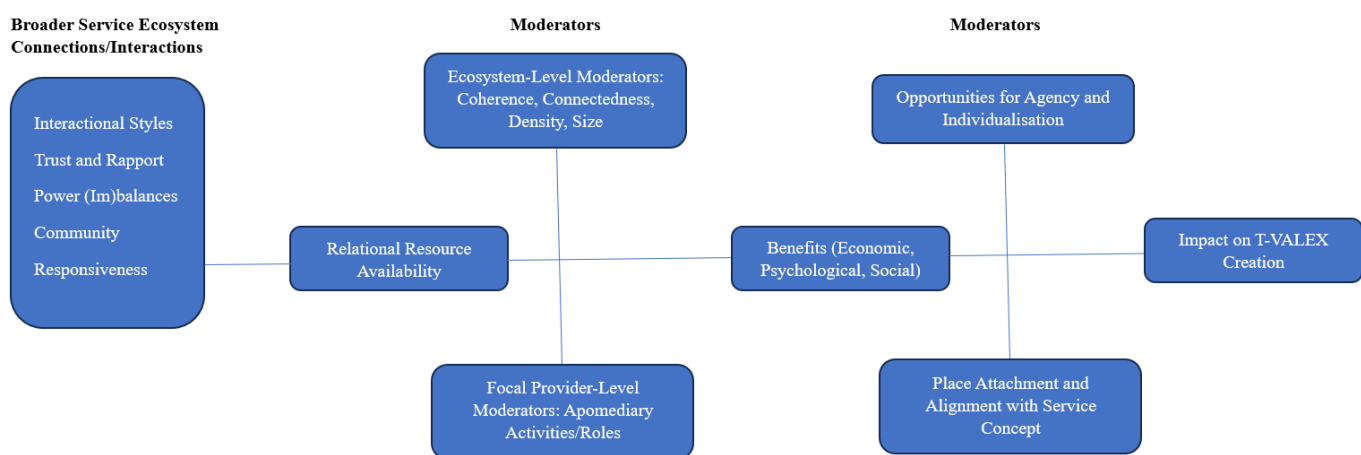 Broader Service Ecosystem
Connections/Interactions
Moderators
Moderators
Interactional Styles
Trust and Rapport
Power (Im)balances
Community
Responsiveness
Relational Resource
Availability
Ecosystem-Level Moderators:
Coherence, Connectedness,
Density, Size
Focal Provider-Level
Moderators: Apomediary
Activities/Roles
Benefits (Economic,
Psychological, Social)
Opportunities for Agency and
Individualisation
Place Attachment and
Alignment with Service
Concept
Impact on T-VALEX
Creation